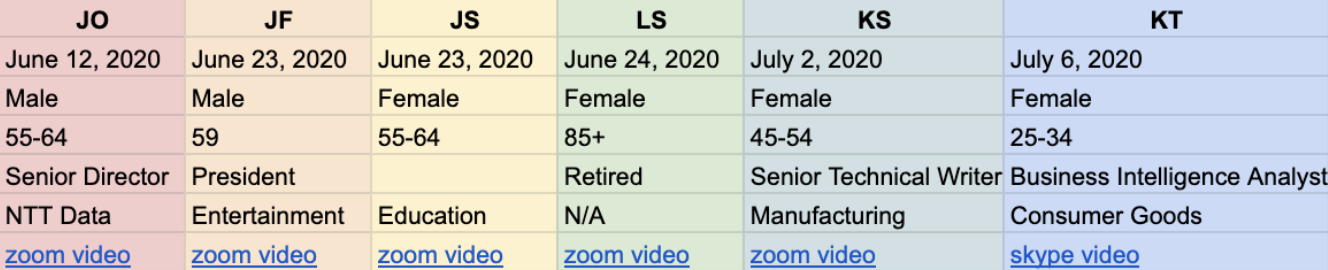 JO JF JS LS KS KT
June 12, 2020 June 23, 2020 June 23, 2020 June 24, 2020 July 2, 2020 July 6, 2020
Male Male Female Female Female Female
55-64 59 55-64 85+ 45-54 25-34
Senior Director President Retired Senior Technical Writer Business Intelligence Analyst
NTT Data Entertainment Education N/A Manufacturing Consumer Goods
zoom video zoom video zoom video zoom video zoom video skype video